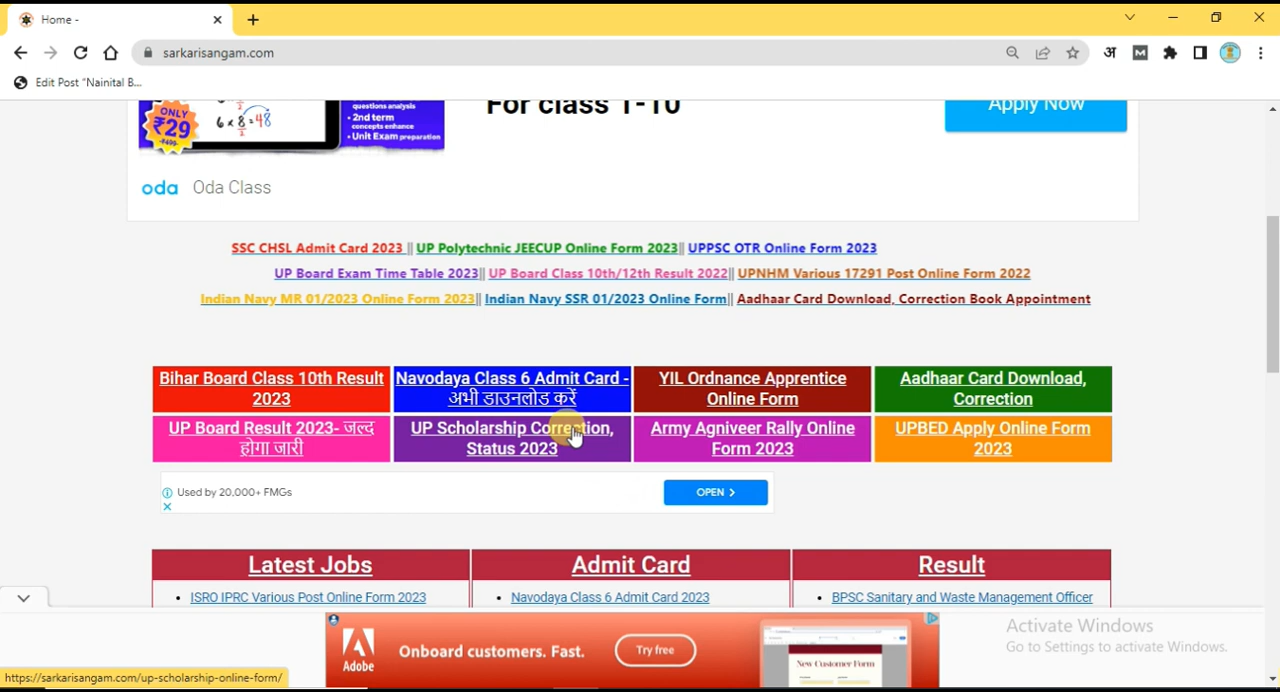 Home -
sarkarisangam.com
अ
M
Edit Post "Nainital B...
ONLY
₹29
6 x 8 = 48
2
questions analysis
• 2nd term
concepts enhance
• Unit Exam preparation
For class 1-10
Apply Now
oda Oda Class
SSC CHSL Admit Card 2023 || UP Polytechnic JEECUP Online Form 2023|| UPPSC OTR Online Form 2023
UP Board Exam Time Table 2023|| UP Board Class 10th/12th Result 2022|| UPNHM Various 17291 Post Online Form 2022
Indian Navy MR 01/2023 Online Form 2023|| Indian Navy SSR 01/2023 Online Form|| Aadhaar Card Download, Correction Book Appointment
Bihar Board Class 10th Result
2023
Navodaya Class 6 Admit Card -
अभी डाउनलोड करें
YIL Ordnance Apprentice
Online Form
Aadhaar Card Download,
Correction
UP Board Result 2023- जल्द
होगा जारी
UP Scholarship Correction,
Status 2023
Army Agniveer Rally Online
Form 2023
UPBED Apply Online Form
2023
Used by 20,000+ FMGs
OPEN >
Latest Jobs
Admit Card
Result
• ISRO IPRC Various Post Online Form 2023
• Navodaya Class 6 Admit Card 2023
• BPSC Sanitary and Waste Management Officer
Adobe
Onboard customers. Fast.
Try free
New Customer Form
Activate Windows
Go to Settings to activate Windows.
https://sarkarisangam.com/up-scholarship-online-form/